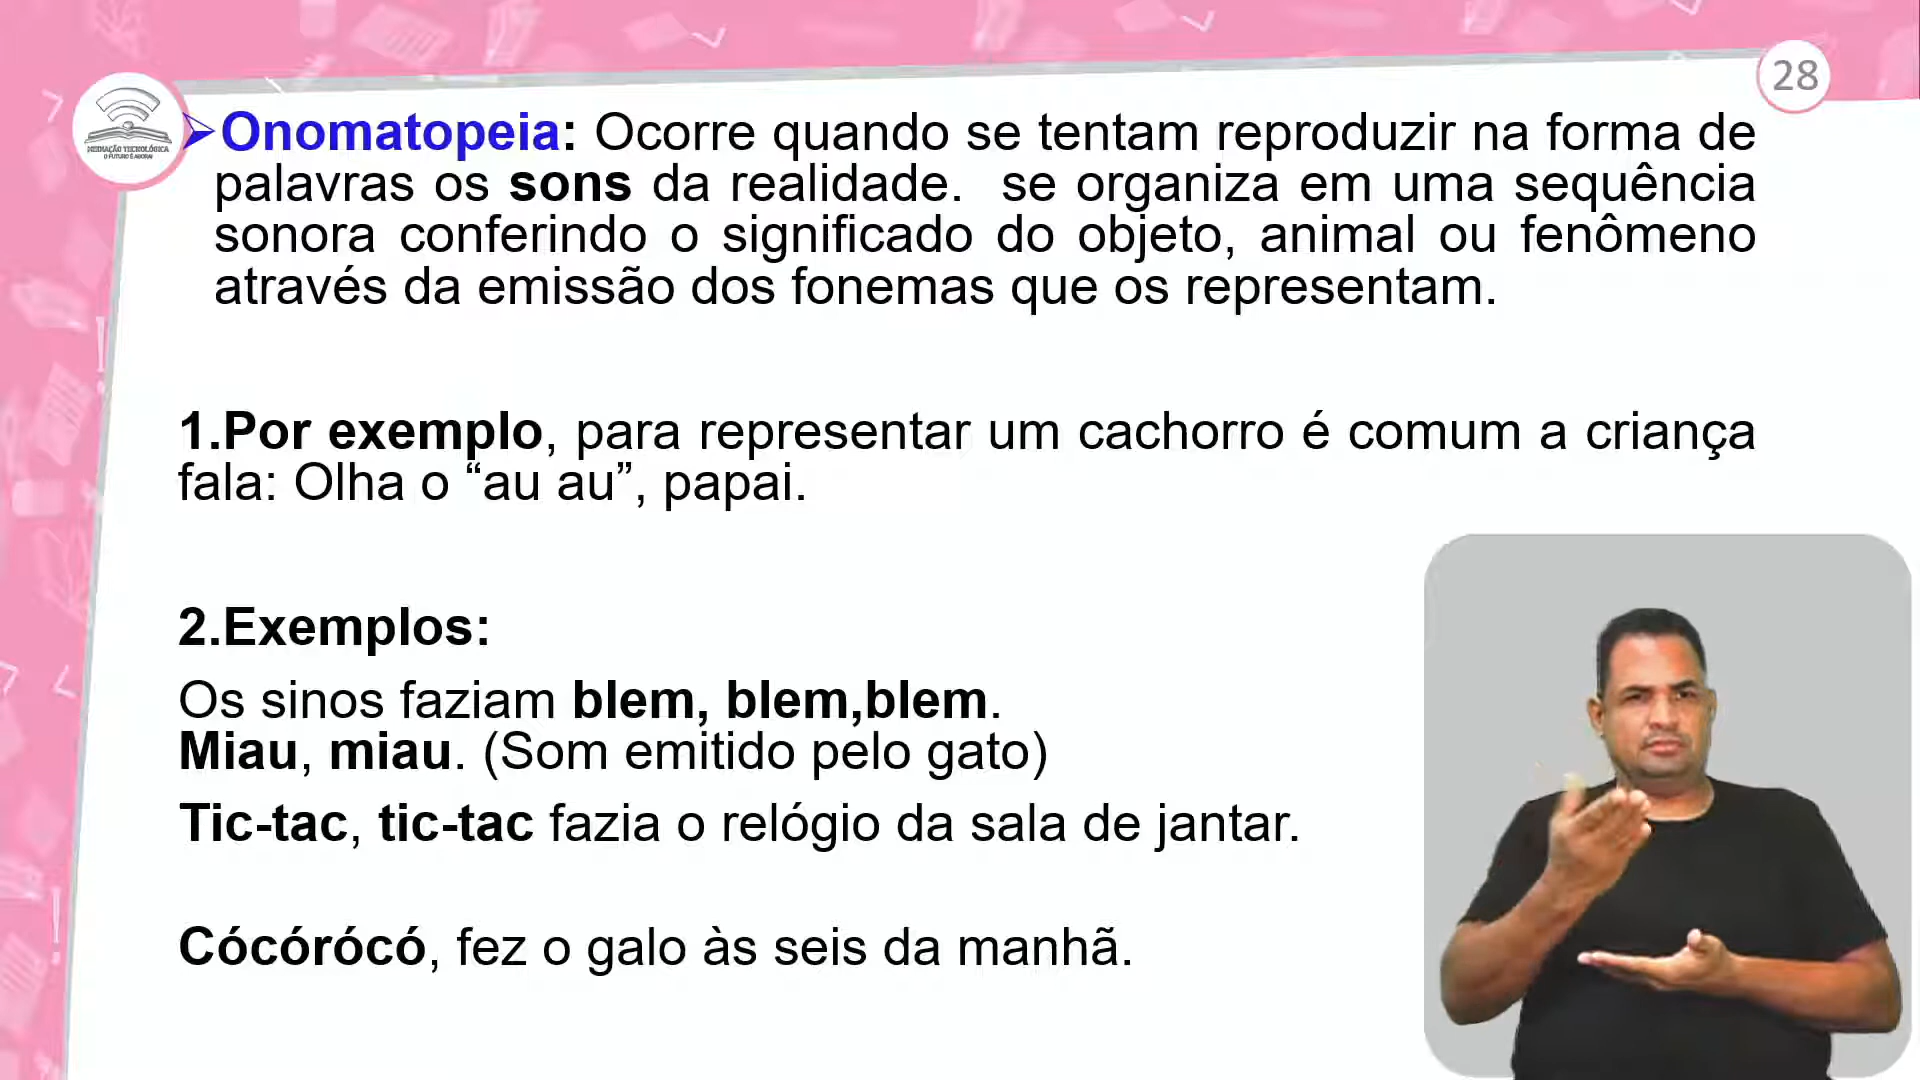 28
MEDIAÇÃO TECNOLÓGICA
O FUTURO É AGORA!
Onomatopeia: Ocorre quando se tentam reproduzir na forma de
palavras os sons da realidade. se organiza em uma sequência
sonora conferindo o significado do objeto, animal ou fenômeno
através da emissão dos fonemas que os representam.
1.Por exemplo, para representar um cachorro é comum a criança
fala: Olha o “au au”, papai.
2.Exemplos:
Os sinos faziam blem, blem,blem.
Miau, miau. (Som emitido pelo gato)
Tic-tac, tic-tac fazia o relógio da sala de jantar.
Cócórócó, fez o galo às seis da manhã.